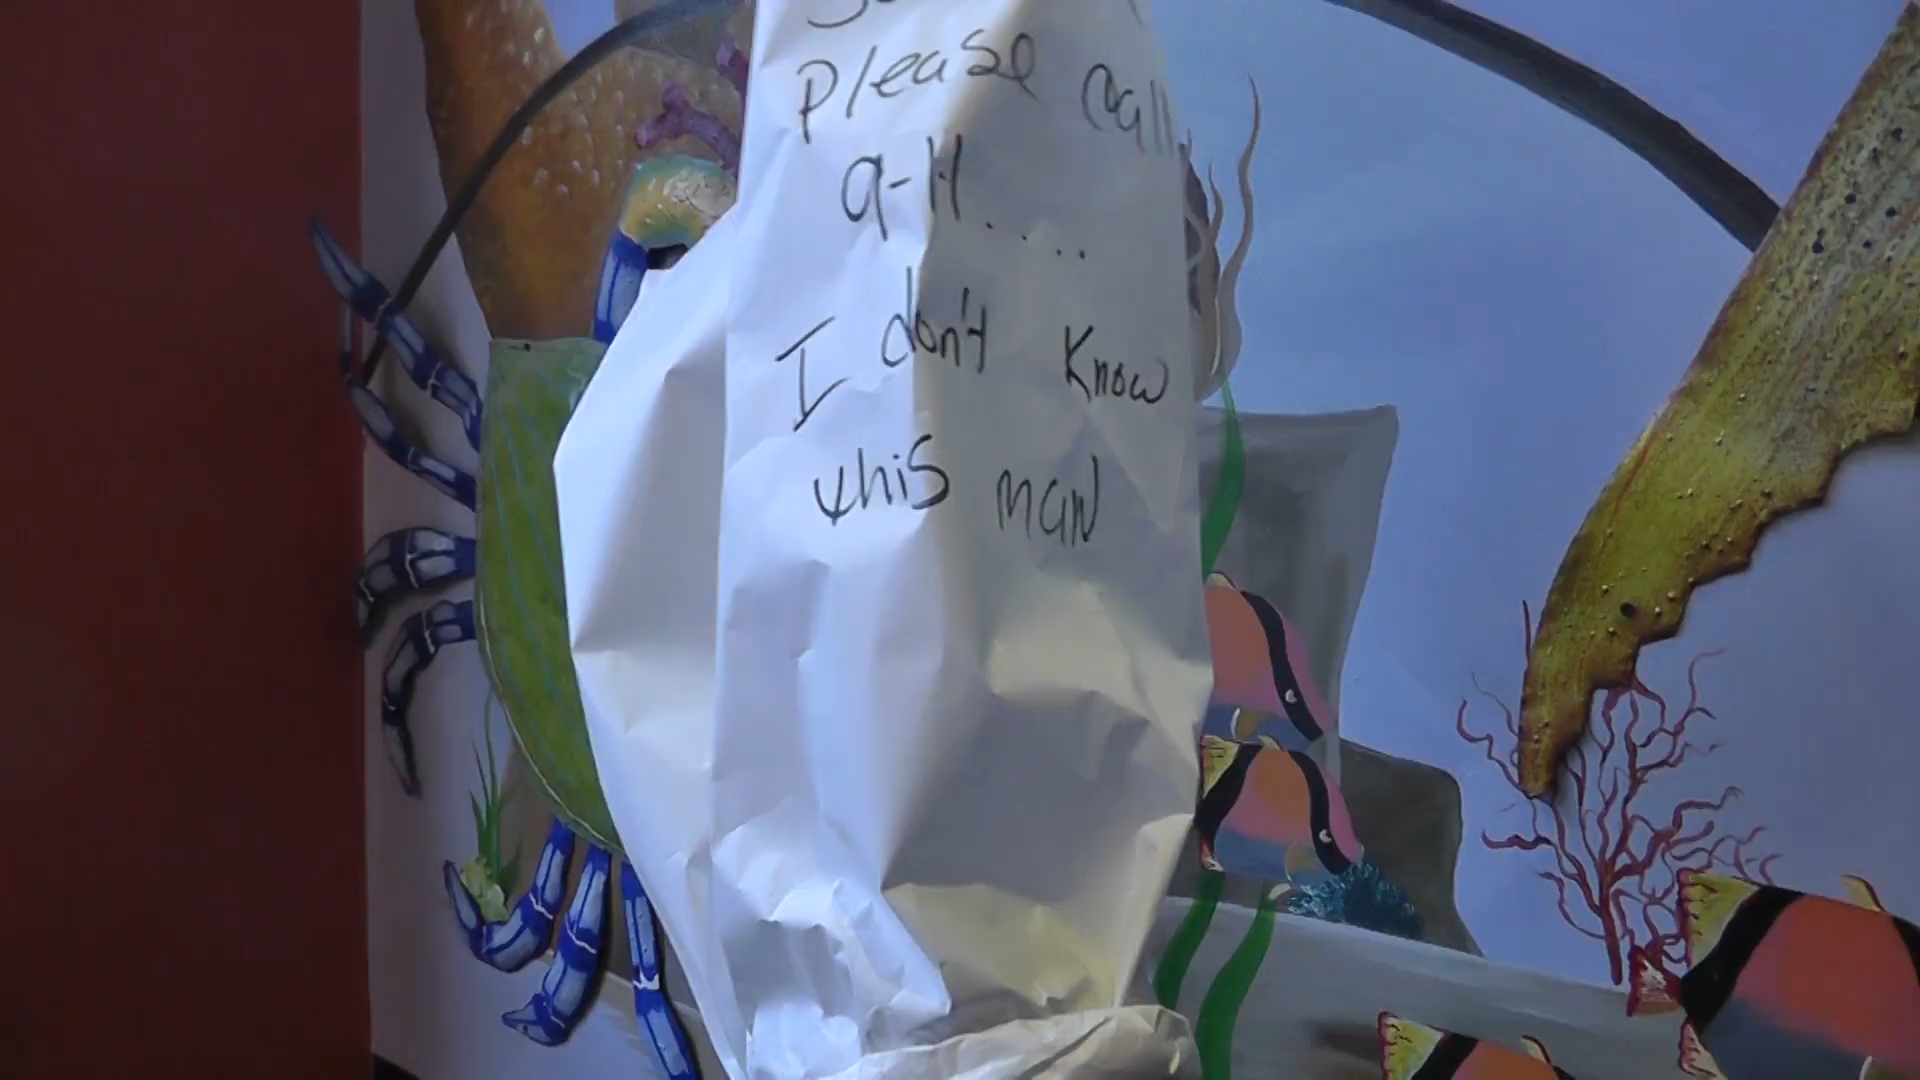 please call
9-11.....
I don't know
this man